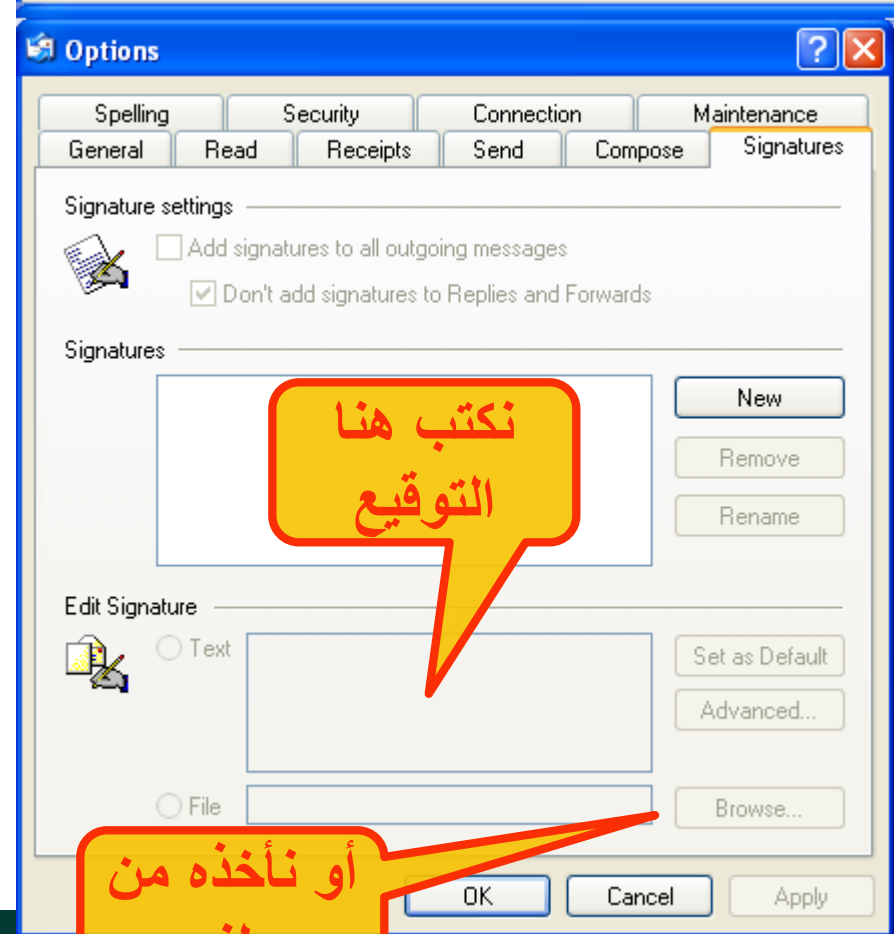 Options
Spelling Security Connection Maintenance
General Read Receipts Send Compose Signatures
Signature settings
Add signatures to all outgoing messages
Don't add signatures to Replies and Forwards
Signatures
نكتب هنا
التوقيع
New
Remove
Rename
Edit Signature
Text
Set as Default
Advanced...
File
Browse...
أو نأخذه من
OK Cancel Apply